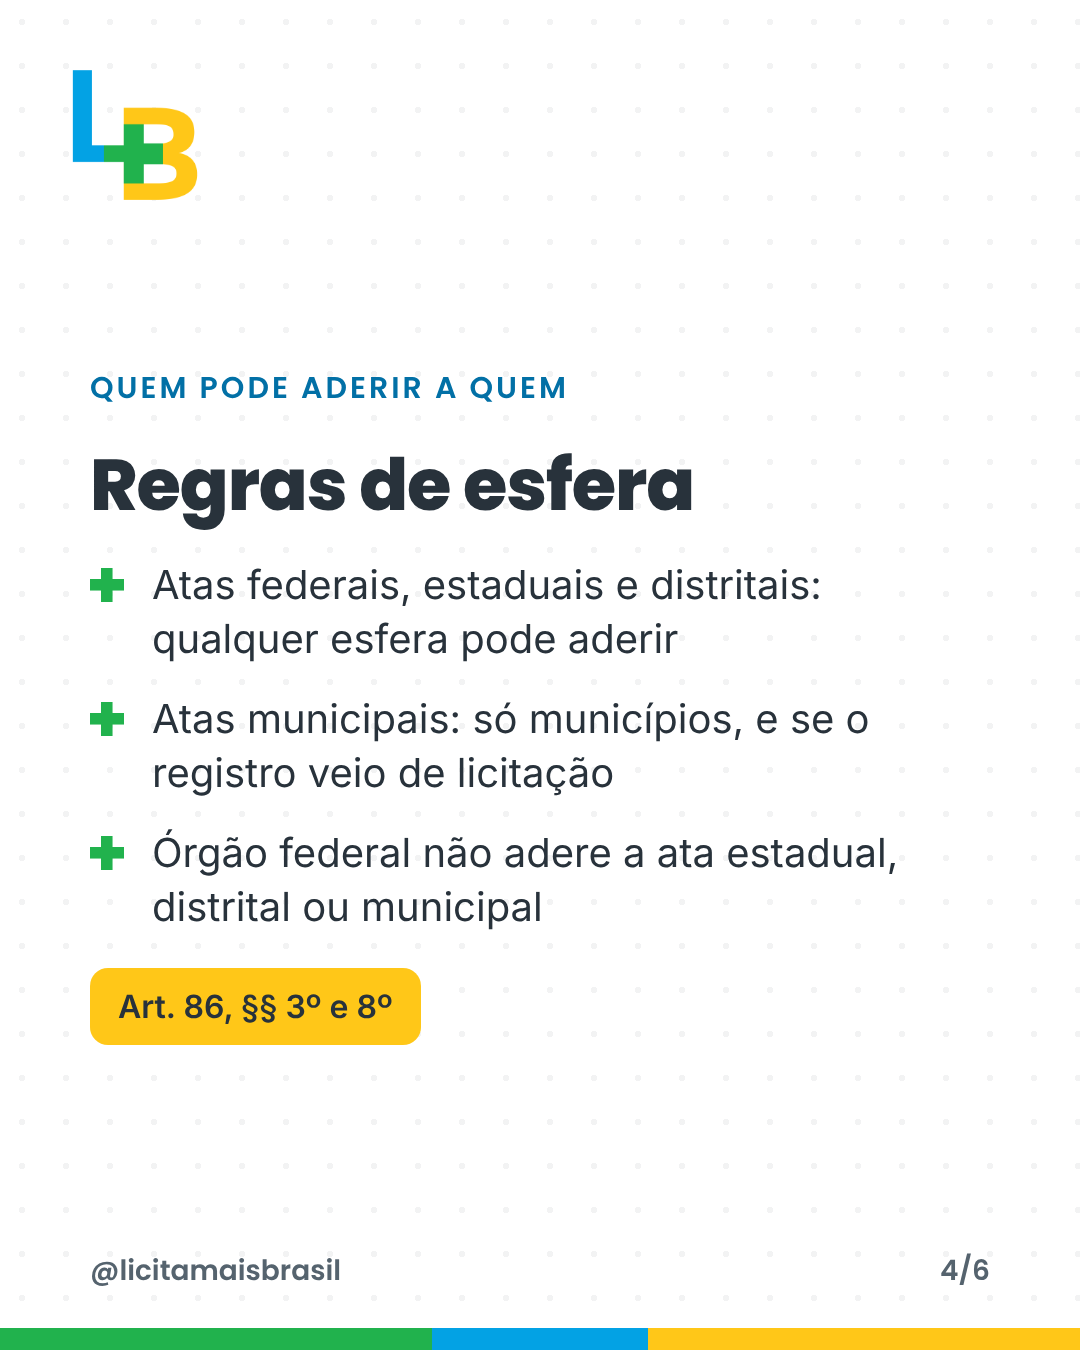 L+B
QUEM PODE ADERIR A QUEM
Regras de esfera
Atas federais, estaduais e distritais:
qualquer esfera pode aderir
Atas municipais: só municípios, e se o
registro veio de licitação
Órgão federal não adere a ata estadual,
distrital ou municipal
Art. 86, §§ 3º e 8º
@licitamaisbrasil
4/6